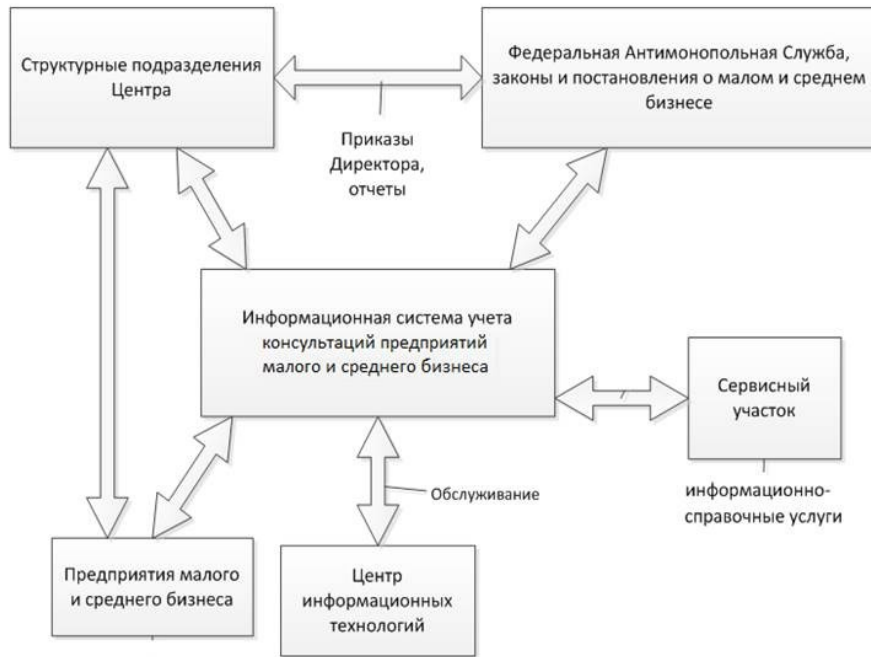 Структурные подразделения
Центра
Федеральная Антимонопольная Служба,
законы и постановления о малом и среднем
бизнесе
Приказы
Директора,
отчеты
Информационная система учета
консультаций предприятий
малого и среднего бизнеса
Сервисный
участок
информационно-
справочные услуги
Обслуживание
Предприятия малого
и среднего бизнеса
Центр
информационных
технологий